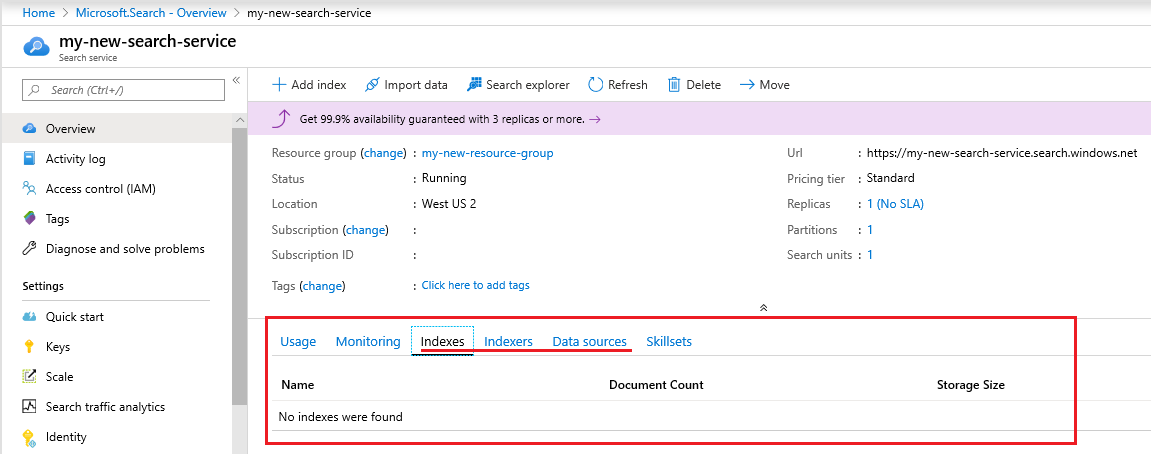 Home > Microsoft.Search - Overview > my-new-search-service
my-new-search-service
Search service
Search (Ctrl+/)
Overview
Activity log
Access control (IAM)
Tags
Diagnose and solve problems
Settings
Quick start
Keys
Scale
Search traffic analytics
Identity
Add index Import data Search explorer Refresh Delete Move
Get 99.9% availability guaranteed with 3 replicas or more. →
Resource group (change) : my-new-resource-group
Status : Running
Location : West US 2
Subscription (change) :
Subscription ID :
Tags (change) : Click here to add tags
Url : https://my-new-search-service.search.windows.net
Pricing tier : Standard
Replicas : 1 (No SLA)
Partitions : 1
Search units : 1
Usage Monitoring Indexes Indexers Data sources Skillsets
Name Document Count Storage Size
No indexes were found